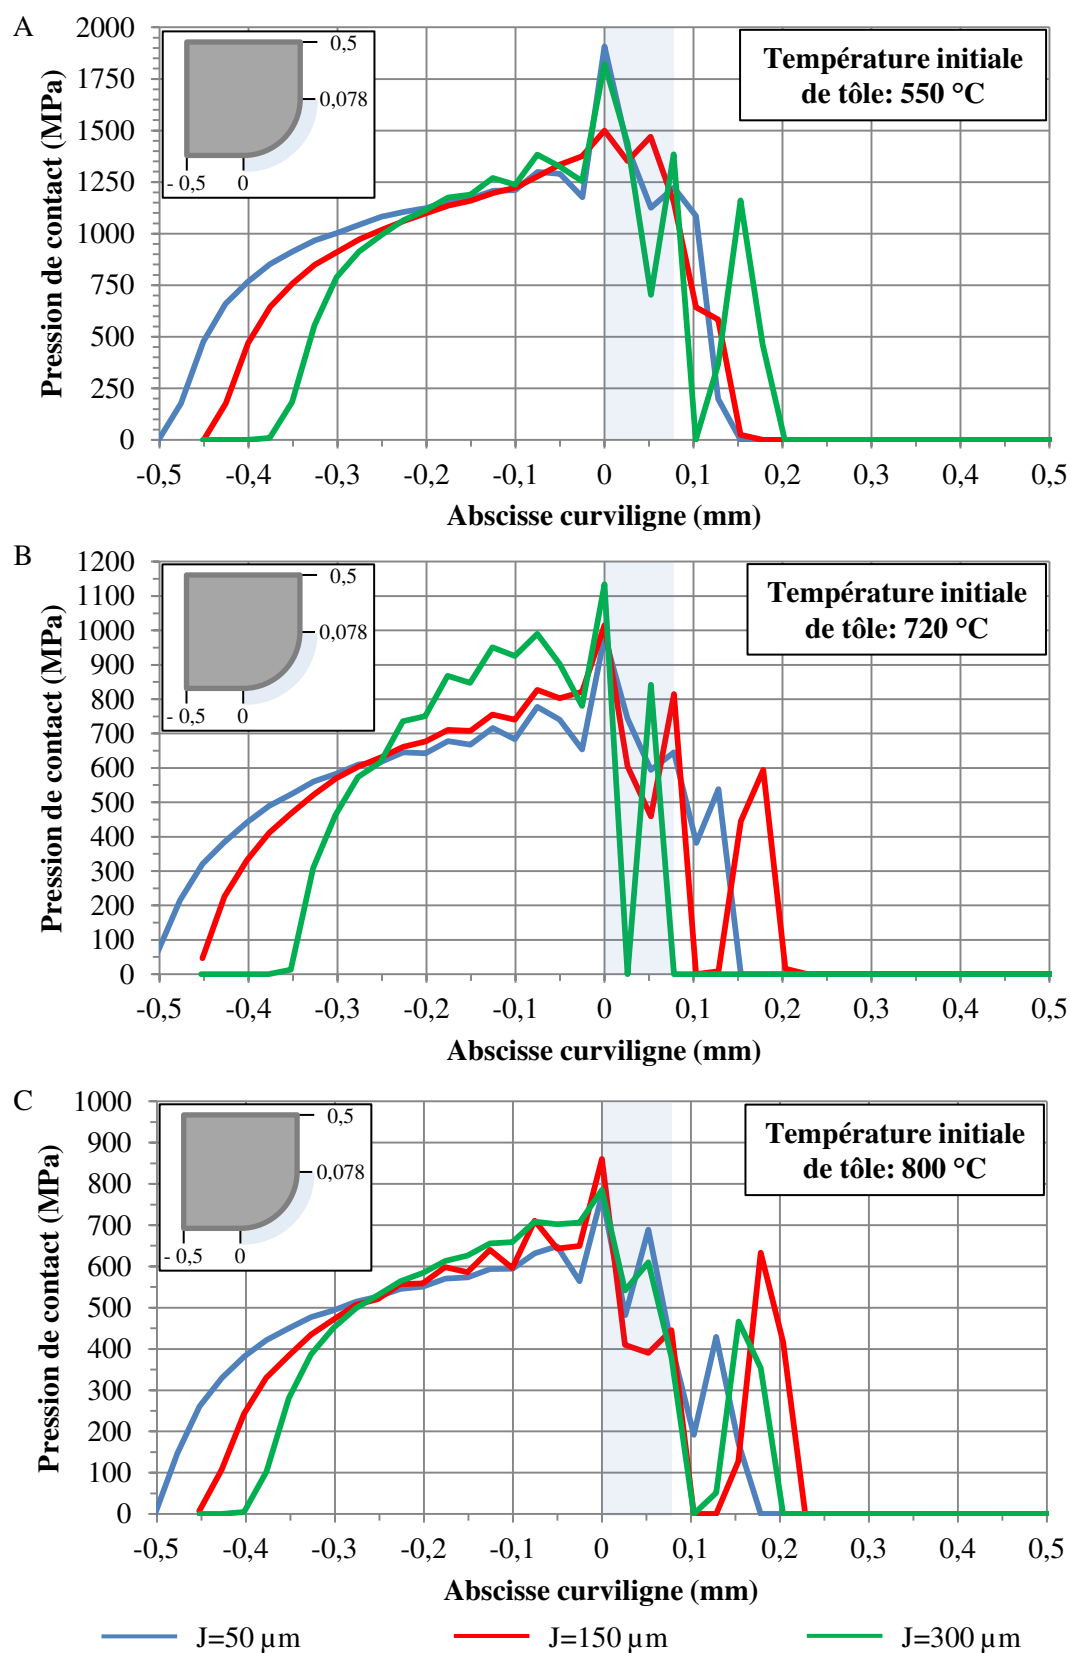 A
Pression de contact (MPa)
2000
1750
1500
1250
1000
750
500
250
0
0,5
0,078
- 0,5 0
Température initiale
de tôle: 550 °C
-0,5 -0,4 -0,3 -0,2 -0,1 0 0,1 0,2 0,3 0,4 0,5
Abscisse curviligne (mm)
B
Pression de contact (MPa)
1200
1100
1000
900
800
700
600
500
400
300
200
100
0
0,5
0,078
- 0,5 0
Température initiale
de tôle: 720 °C
-0,5 -0,4 -0,3 -0,2 -0,1 0 0,1 0,2 0,3 0,4 0,5
Abscisse curviligne (mm)
C
Pression de contact (MPa)
1000
900
800
700
600
500
400
300
200
100
0
0,5
0,078
- 0,5 0
Température initiale
de tôle: 800 °C
-0,5 -0,4 -0,3 -0,2 -0,1 0 0,1 0,2 0,3 0,4 0,5
Abscisse curviligne (mm)
J=50 µm J=150 µm J=300 µm